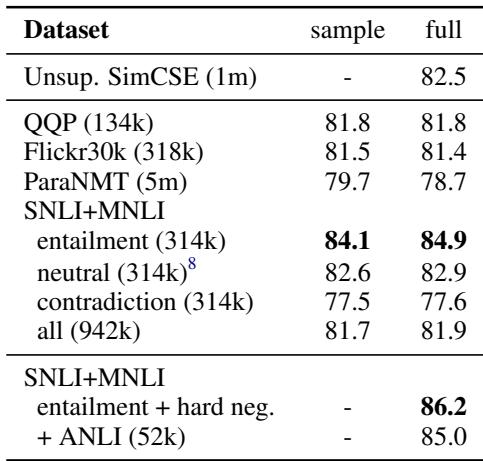 Dataset sample full
Unsup. SimCSE (1m) - 82.5
QQP (134k) 81.8 81.8
Flickr30k (318k) 81.5 81.4
ParaNMT (5m) 79.7 78.7
SNLI+MNLI
entailment (314k) 84.1 84.9
neutral (314k)8 82.6 82.9
contradiction (314k) 77.5 77.6
all (942k) 81.7 81.9
SNLI+MNLI
entailment + hard neg. - 86.2
+ ANLI (52k) - 85.0